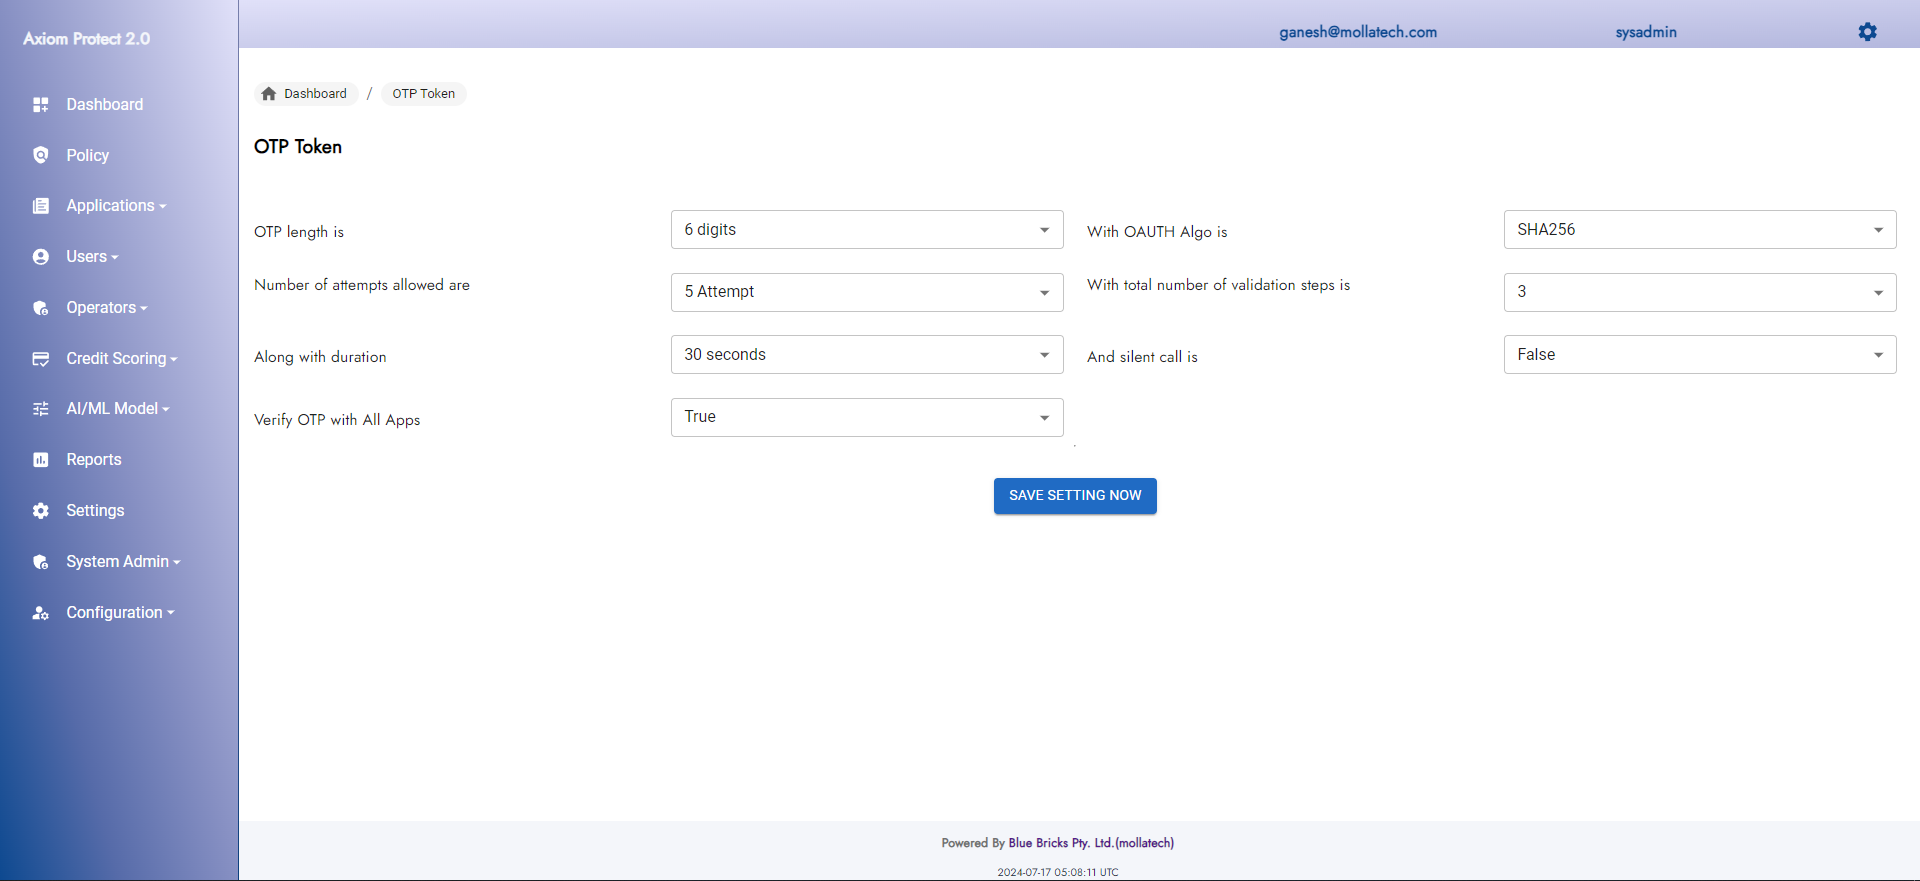 Axiom Protect 2.0
ganesh@mollatech.com
sysadmin
Dashboard
Policy
Applications
Users
Operators
Credit Scoring
AI/ML Model
Reports
Settings
System Admin
Configuration
Dashboard / OTP Token
OTP Token
OTP length is
6 digits
With OAUTH Algo is
SHA256
Number of attempts allowed are
5 Attempt
With total number of validation steps is
3
Along with duration
30 seconds
And silent call is
False
Verify OTP with All Apps
True
SAVE SETTING NOW
Powered By Blue Bricks Pty. Ltd.(mollatech)
2024-07-17 05:08:11 UTC